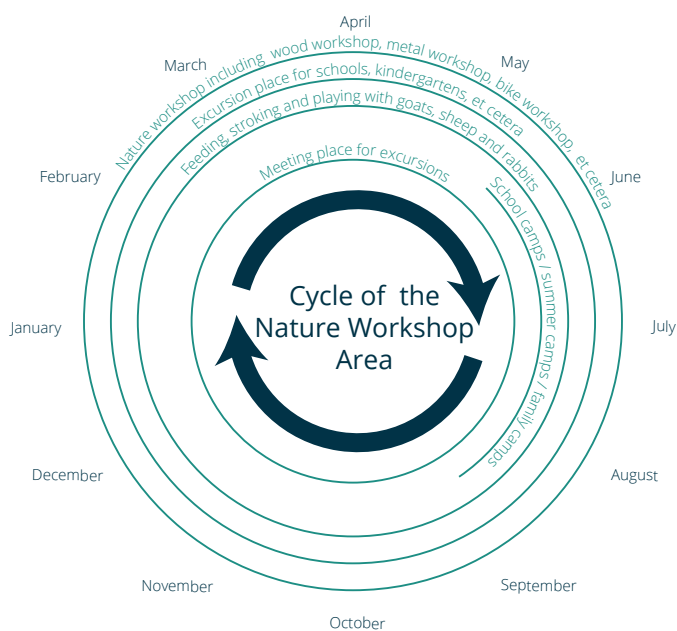 April
May
June
July
August
September
October
November
December
January
February
March
Nature workshop including wood workshop, metal workshop, bike workshop, et cetera
Excursion place for schools, kindergartens, et cetera
Feeding, stroking and playing with goats, sheep and rabbits
Meeting place for excursions
School camps / summer camps / family camps
Cycle of the
Nature Workshop
Area